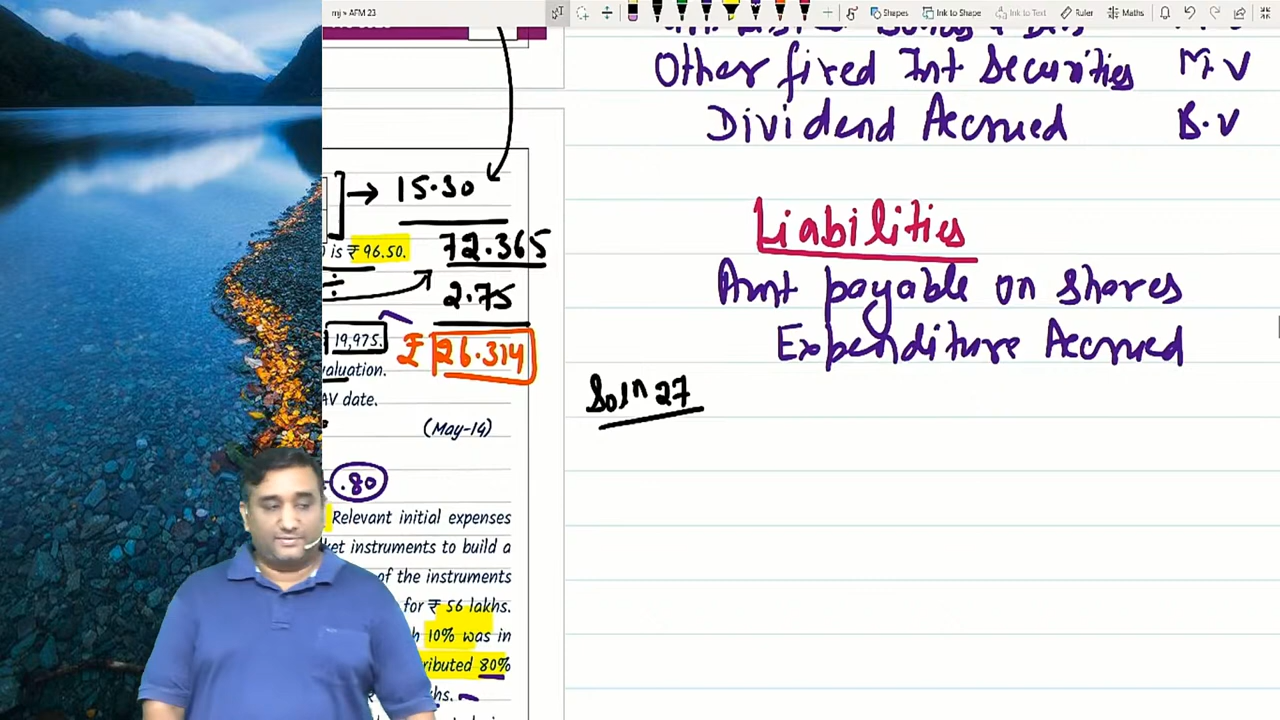 mj » AFM 23
Shapes
Ink to Shape
Ink to Text
Ruler
Maths
Other fixed Int Securities M.V
Dividend Accrued B.V
Liabilities
Amt payable on shares
Expenditure Accrued
Soln 27
→ 15.30
is ₹ 96.50.
72.365
÷
2.75
19,975.
₹ 26.314
aluation.
AV date.
(May-14)
.80
Relevant initial expenses
ket instruments to build a
of the instruments
for ₹ 56 lakhs.
h 10% was in
ributed 80%
hs.